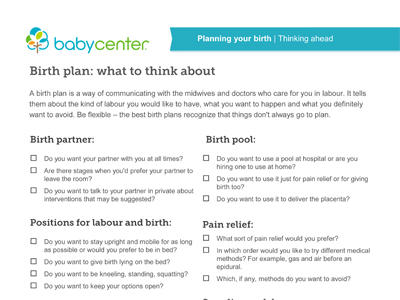 babycenter
Planning your birth | Thinking ahead
Birth plan: what to think about
A birth plan is a way of communicating with the midwives and doctors who care for you in labour. It tells
them about the kind of labour you would like to have, what you want to happen and what you definitely
want to avoid. Be flexible – the best birth plans recognize that things don't always go to plan.
Birth partner:
Do you want your partner with you at all times?
Are there stages when you'd prefer your partner to
leave the room?
Do you want to talk to your partner in private about
interventions that may be suggested?
Positions for labour and birth:
Do you want to stay upright and mobile for as long
as possible or would you prefer to be in bed?
Do you want to give birth lying on the bed?
Do you want to be kneeling, standing, squatting?
Do you want to keep your options open?
Birth pool:
Do you want to use a pool at hospital or are you
hiring one to use at home?
Do you want to use it just for pain relief or for giving
birth too?
Do you want to use it to deliver the placenta?
Pain relief:
What sort of pain relief would you prefer?
In which order would you like to try different medical
methods? For example, gas and air before an
epidural.
Which, if any, methods do you want to avoid?